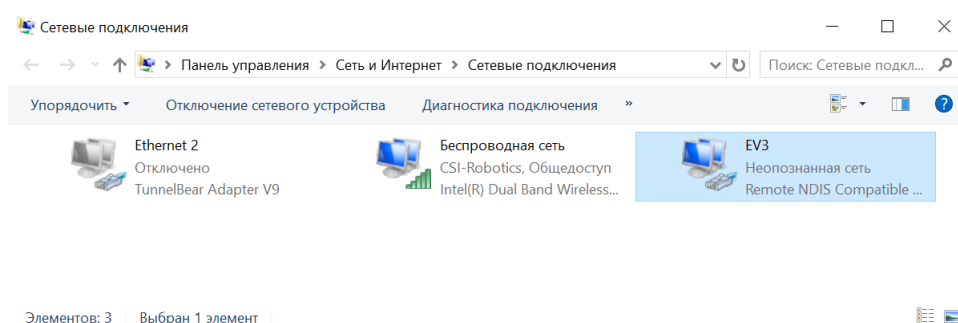 Сетевые подключения
Панель управления > Сеть и Интернет > Сетевые подключения
Поиск: Сетевые подкл...
Упорядочить Отключение сетевого устройства Диагностика подключения »
Ethernet 2
Отключено
TunnelBear Adapter V9
Беспроводная сеть
CSI-Robotics, Общедоступ
Intel(R) Dual Band Wireless...
EV3
Неопознанная сеть
Remote NDIS Compatible ...
Элементов: 3 Выбран 1 элемент